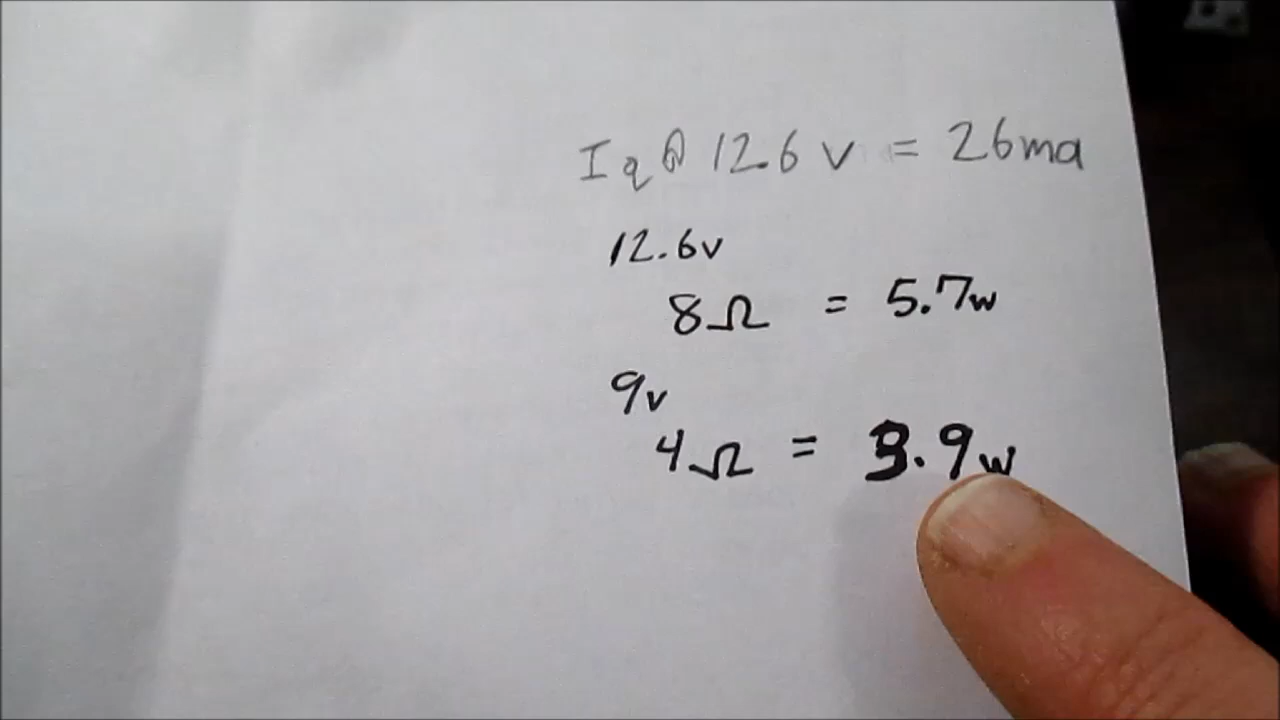 Iq @ 12.6 v = 26ma
12.6v
8Ω = 5.7w
9v
4Ω = 3.9w